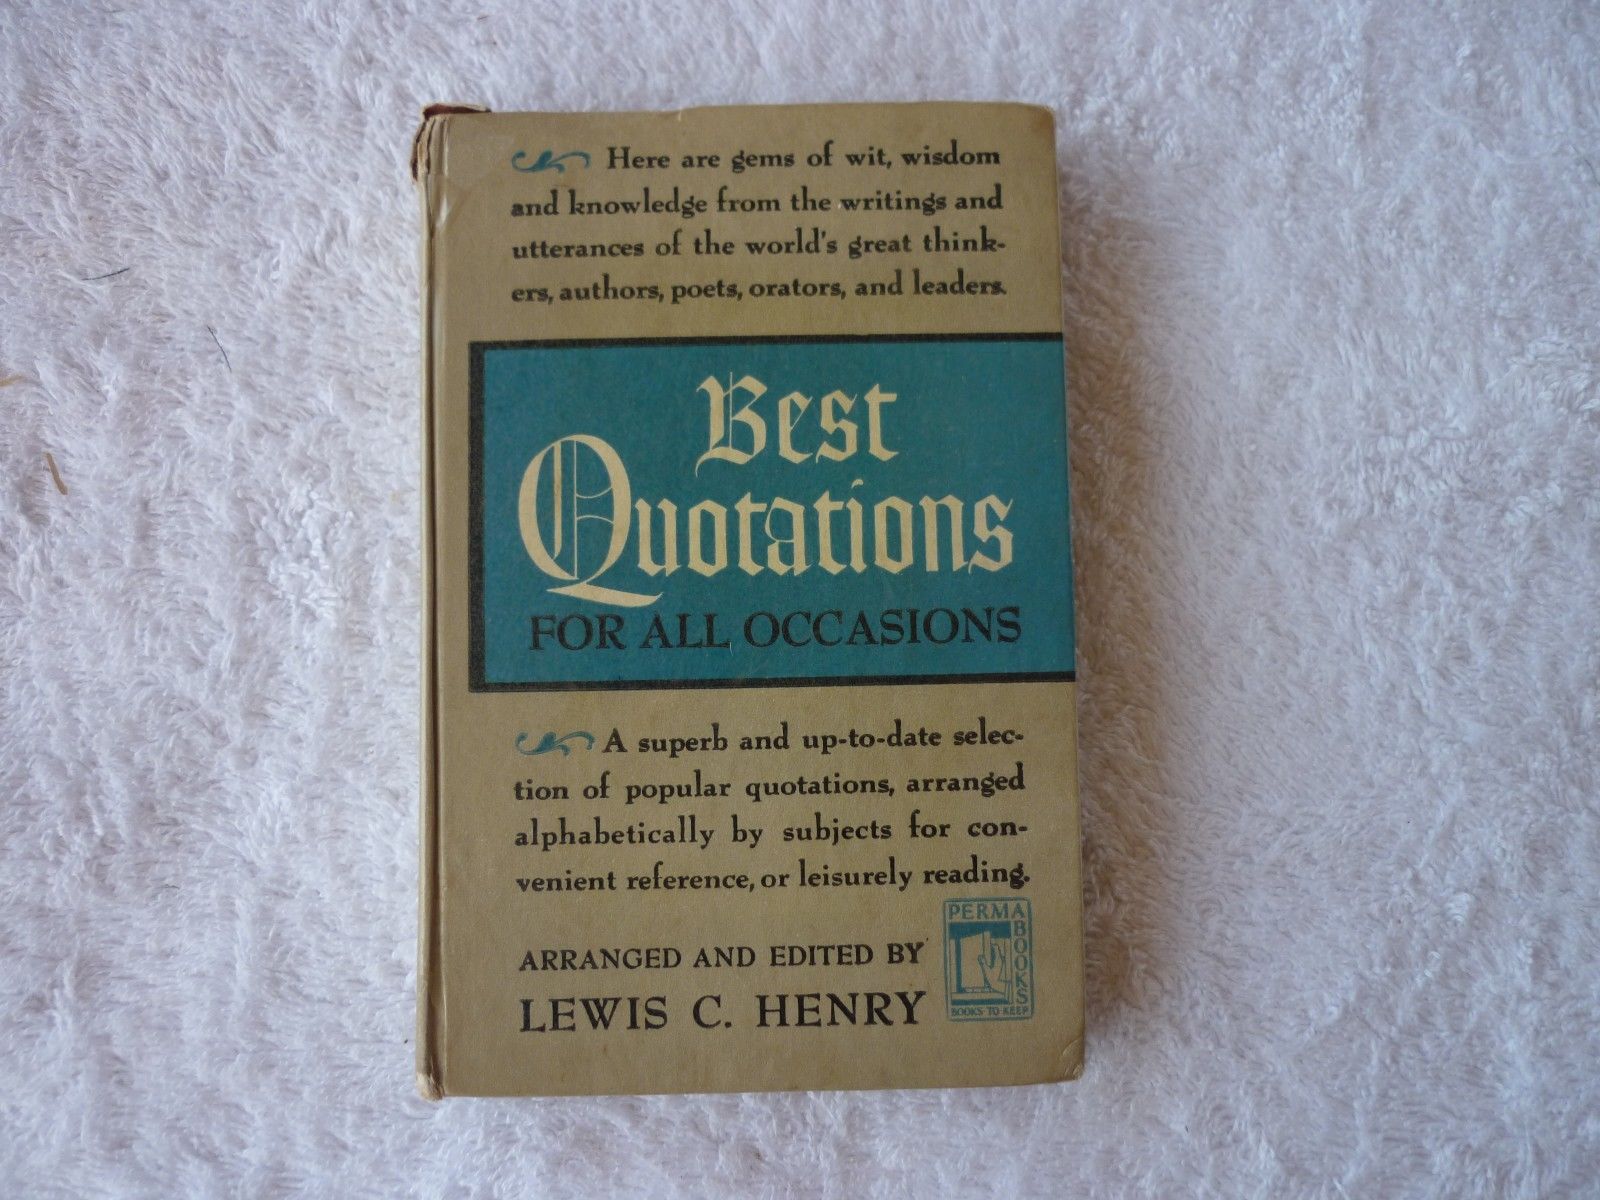 Here are gems of wit, wisdom
and knowledge from the writings and
utterances of the world's great think-
ers, authors, poets, orators, and leaders.
Best
Quotations
FOR ALL OCCASIONS
A superb and up-to-date selec-
tion of popular quotations, arranged
alphabetically by subjects for con-
venient reference, or leisurely reading.
ARRANGED AND EDITED BY
LEWIS C. HENRY
PERMA
BOOKS
BOOKS TO KEEP